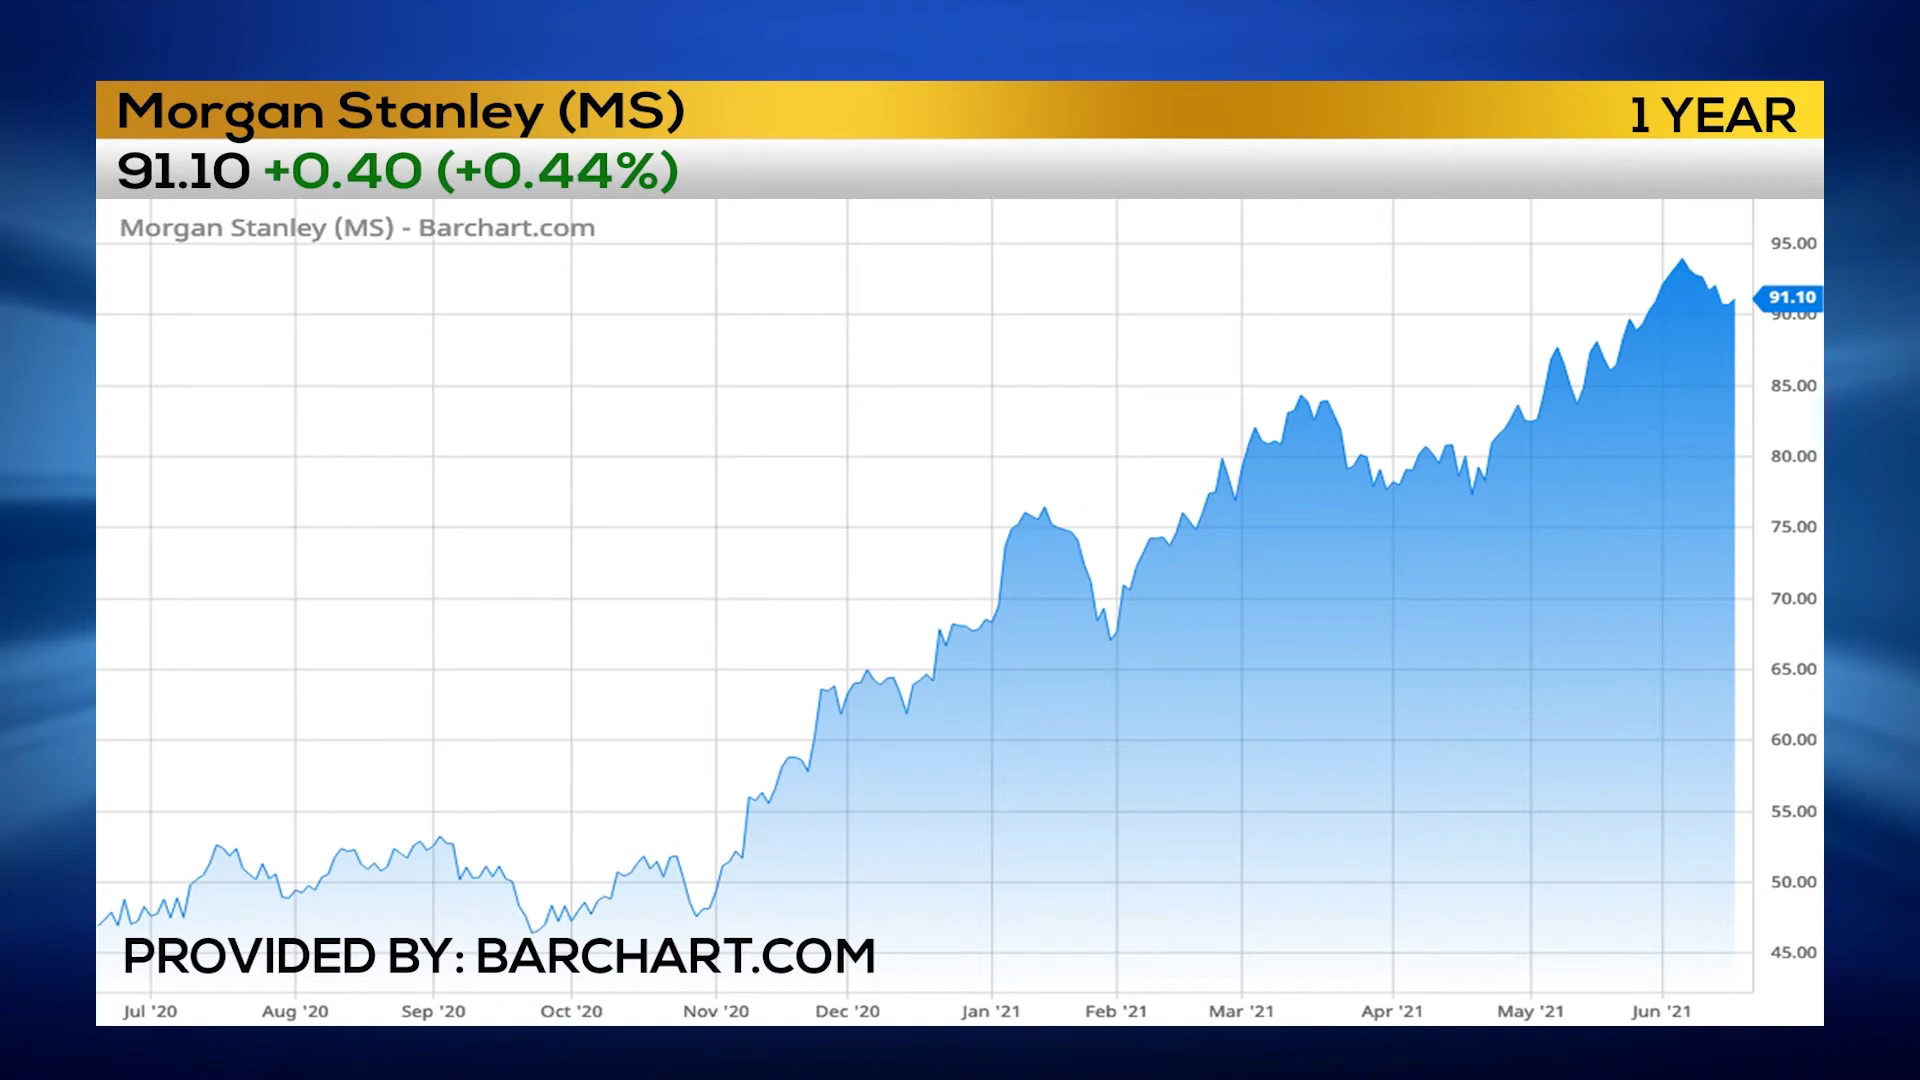 Morgan Stanley (MS)
1 YEAR
91.10 +0.40 (+0.44%)
Morgan Stanley (MS) - Barchart.com
95.00
91.10
90.00
85.00
80.00
75.00
70.00
65.00
60.00
55.00
50.00
45.00
PROVIDED BY: BARCHART.COM
Jul '20 Aug '20 Sep '20 Oct '20 Nov '20 Dec '20 Jan '21 Feb '21 Mar '21 Apr '21 May '21 Jun '21